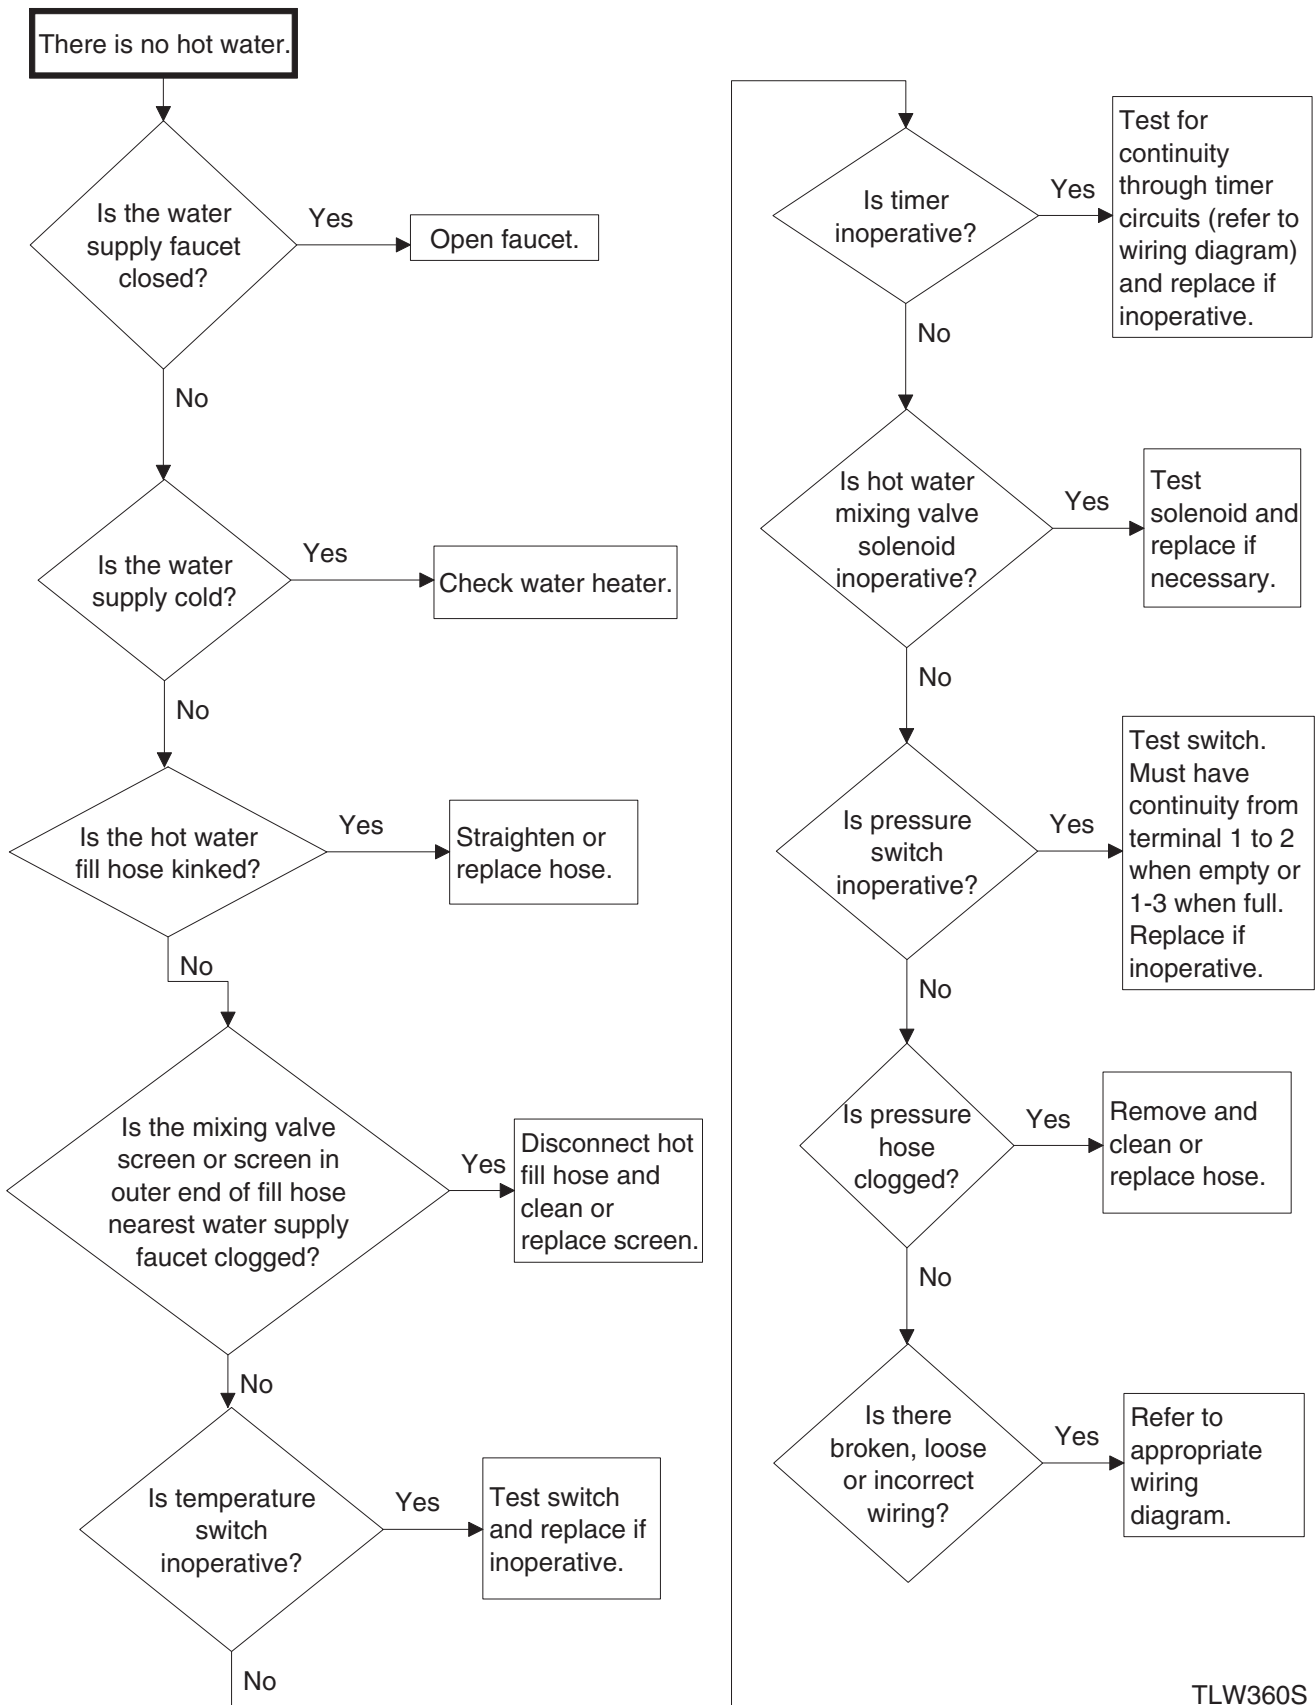 There is no hot water.
Is the water
supply faucet
closed?
Yes
Open faucet.
No
Is the water
supply cold?
Yes
Check water heater.
No
Is the hot water
fill hose kinked?
Yes
Straighten or
replace hose.
No
Is the mixing valve
screen or screen in
outer end of fill hose
nearest water supply
faucet clogged?
Yes
Disconnect hot
fill hose and
clean or
replace screen.
No
Is temperature
switch
inoperative?
Yes
Test switch
and replace if
inoperative.
No
Is timer
inoperative?
Yes
Test for
continuity
through timer
circuits (refer to
wiring diagram)
and replace if
inoperative.
No
Is hot water
mixing valve
solenoid
inoperative?
Yes
Test
solenoid and
replace if
necessary.
No
Is pressure
switch
inoperative?
Yes
Test switch.
Must have
continuity from
terminal 1 to 2
when empty or
1-3 when full.
Replace if
inoperative.
No
Is pressure
hose
clogged?
Yes
Remove and
clean or
replace hose.
No
Is there
broken, loose
or incorrect
wiring?
Yes
Refer to
appropriate
wiring
diagram.
TLW360S